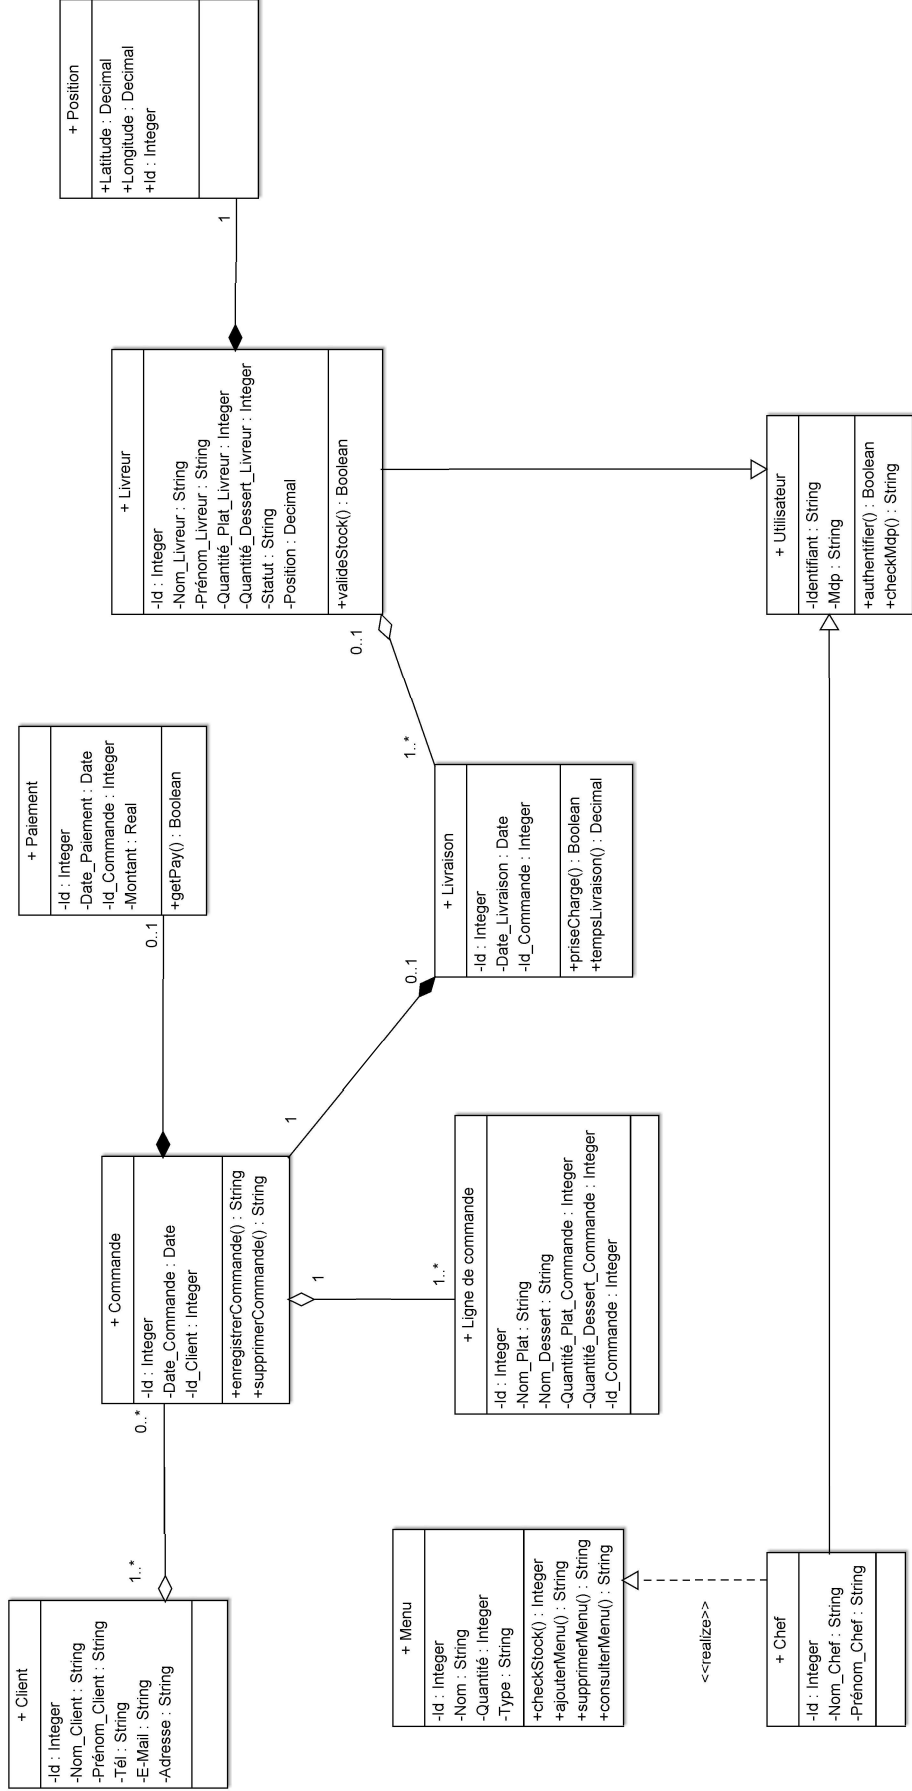 + Client
-Id : Integer
-Nom_Client : String
-Prénom_Client : String
-Tél : String
-E-Mail : String
-Adresse : String
1..*
0..*
+ Commande
-Id : Integer
-Date_Commande : Date
-Id_Client : Integer
+enregistrerCommande() : String
+supprimerCommande() : String
0..1
+ Paiement
-Id : Integer
-Date_Paiement : Date
-Id_Commande : Integer
-Montant : Real
+getPay() : Boolean
+ Livreur
-Id : Integer
-Nom_Livreur : String
-Prénom_Livreur : String
-Quantité_Plat_Livreur : Integer
-Quantité_Dessert_Livreur : Integer
-Statut : String
-Position : Decimal
+valideStock() : Boolean
1
+ Position
+Latitude : Decimal
+Longitude : Decimal
+Id : Integer
1
1
0..1
1..*
0..1
+ Menu
-Id : Integer
-Nom : String
-Quantité : Integer
-Type : String
+checkStock() : Integer
+ajouterMenu() : String
+supprimerMenu() : String
+consulterMenu() : String
1..*
+ Ligne de commande
-Id : Integer
-Nom_Plat : String
-Nom_Dessert : String
-Quantité_Plat_Commande : Integer
-Quantité_Dessert_Commande : Integer
-Id_Commande : Integer
+ Livraison
-Id : Integer
-Date_Livraison : Date
-Id_Commande : Integer
+priseCharge() : Boolean
+tempsLivraison() : Decimal
<<realize>>
+ Chef
-Id : Integer
-Nom_Chef : String
-Prénom_Chef : String
+ Utilisateur
-Identifiant : String
-Mdp : String
+authentifier() : Boolean
+checkMdp() : String